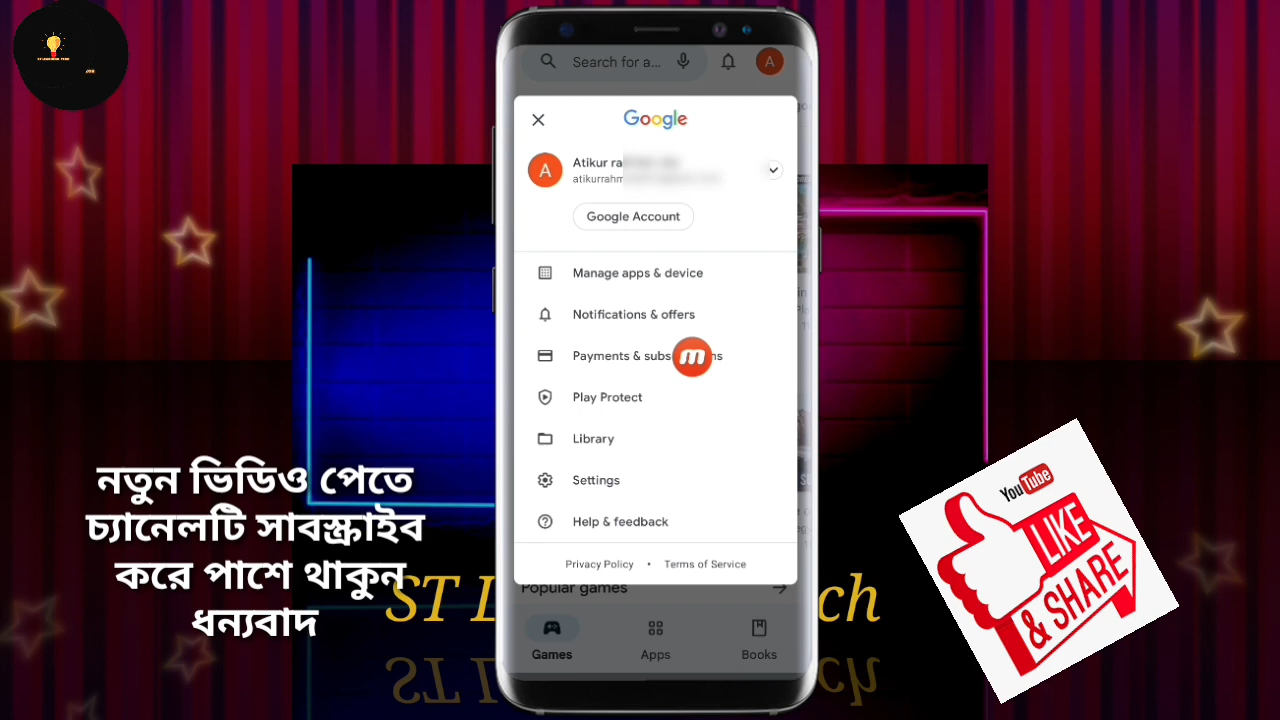 Search for a...
A
Google
A
Atikur ra
atikurrahm
Google Account
Manage apps & device
Notifications & offers
Payments & subs ns
m
Play Protect
Library
Settings
Help & feedback
Privacy Policy • Terms of Service
Popular games
Games Apps Books
নতুন ভিডিও পেতে
চ্যানেলটি সাবস্ক্রাইব
করে পাশে থাকুন
ধন্যবাদ
ST L ch
YouTube
LIKE
& SHARE